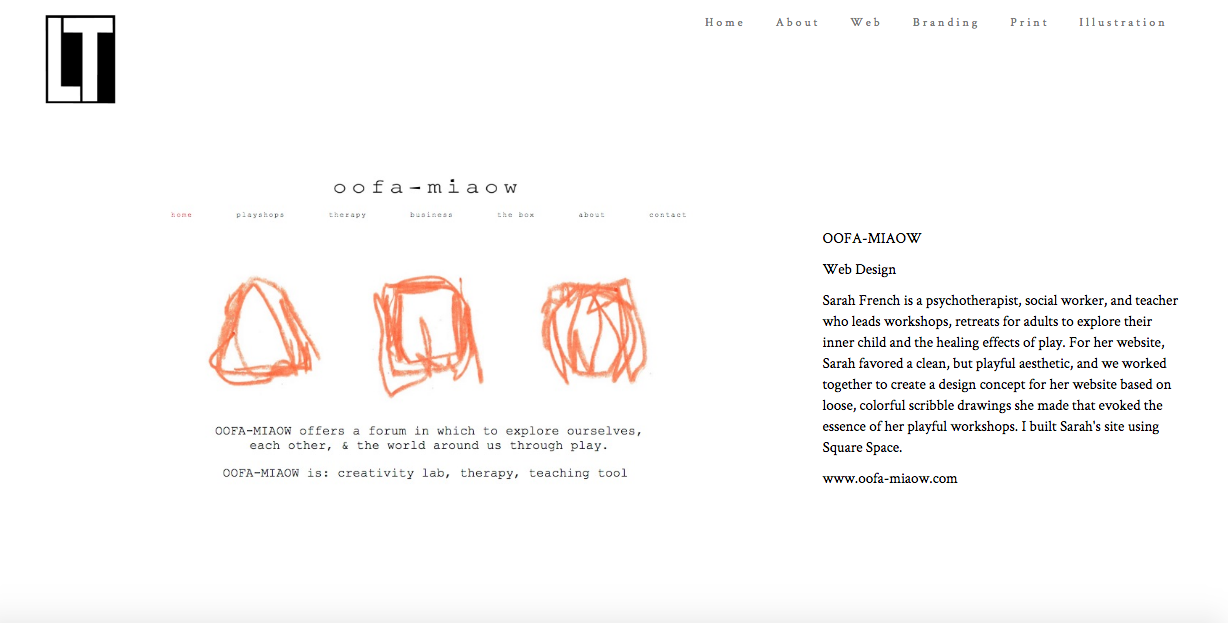 LT
Home About Web Branding Print Illustration
oofa-miaow
home playshops therapy business the box about contact
OOFA-MIAOW offers a forum in which to explore ourselves,
each other, & the world around us through play.
OOFA-MIAOW is: creativity lab, therapy, teaching tool
OOFA-MIAOW
Web Design
Sarah French is a psychotherapist, social worker, and teacher
who leads workshops, retreats for adults to explore their
inner child and the healing effects of play. For her website,
Sarah favored a clean, but playful aesthetic, and we worked
together to create a design concept for her website based on
loose, colorful scribble drawings she made that evoked the
essence of her playful workshops. I built Sarah's site using
Square Space.
www.oofa-miaow.com